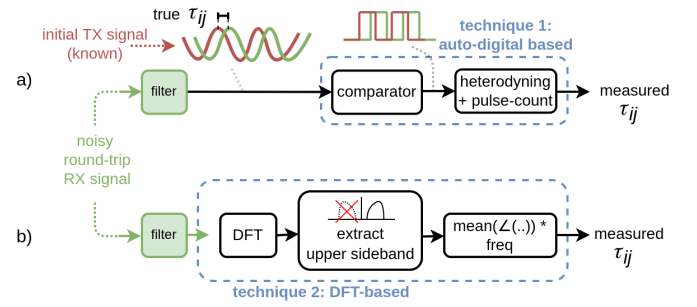 true τij
initial TX signal
(known)
technique 1:
auto-digital based
a)
filter
comparator
heterodyning
+ pulse-count
measured
τij
noisy
round-trip
RX signal
b)
filter
DFT
extract
upper sideband
mean(∠(..)) *
freq
measured
τij
technique 2: DFT-based